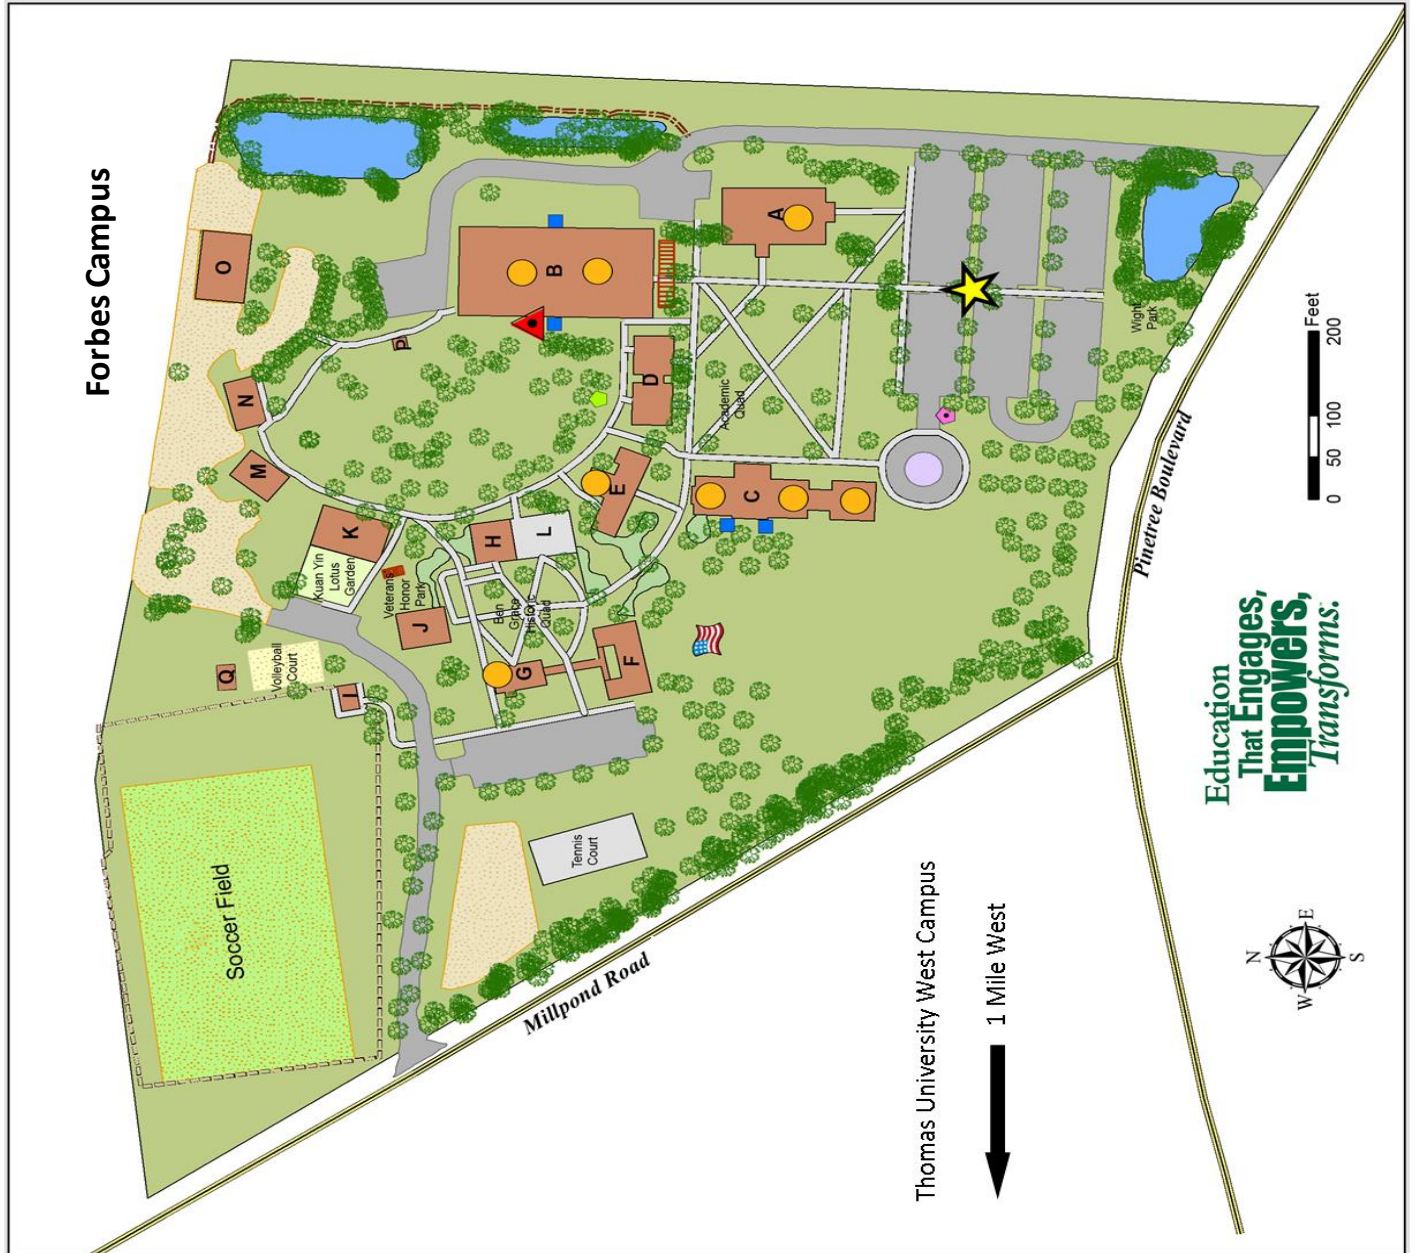 Forbes Campus
O
N
M
P
B
A
D
Academic
Quad
Wight
Park
E
C
K
H
L
Kuan Yin
Lotus
Garden
Veterans
Honor
Park
J
Ben
Grace
Historic
Quad
G
F
Q
Volleyball
Court
I
Soccer Field
Tennis
Court
Millpond Road
Pinetree Boulevard
Feet
0 50 100 200
Education
That Engages,
Empowers,
Transforms.
Thomas University West Campus
1 Mile West
N
W E
S